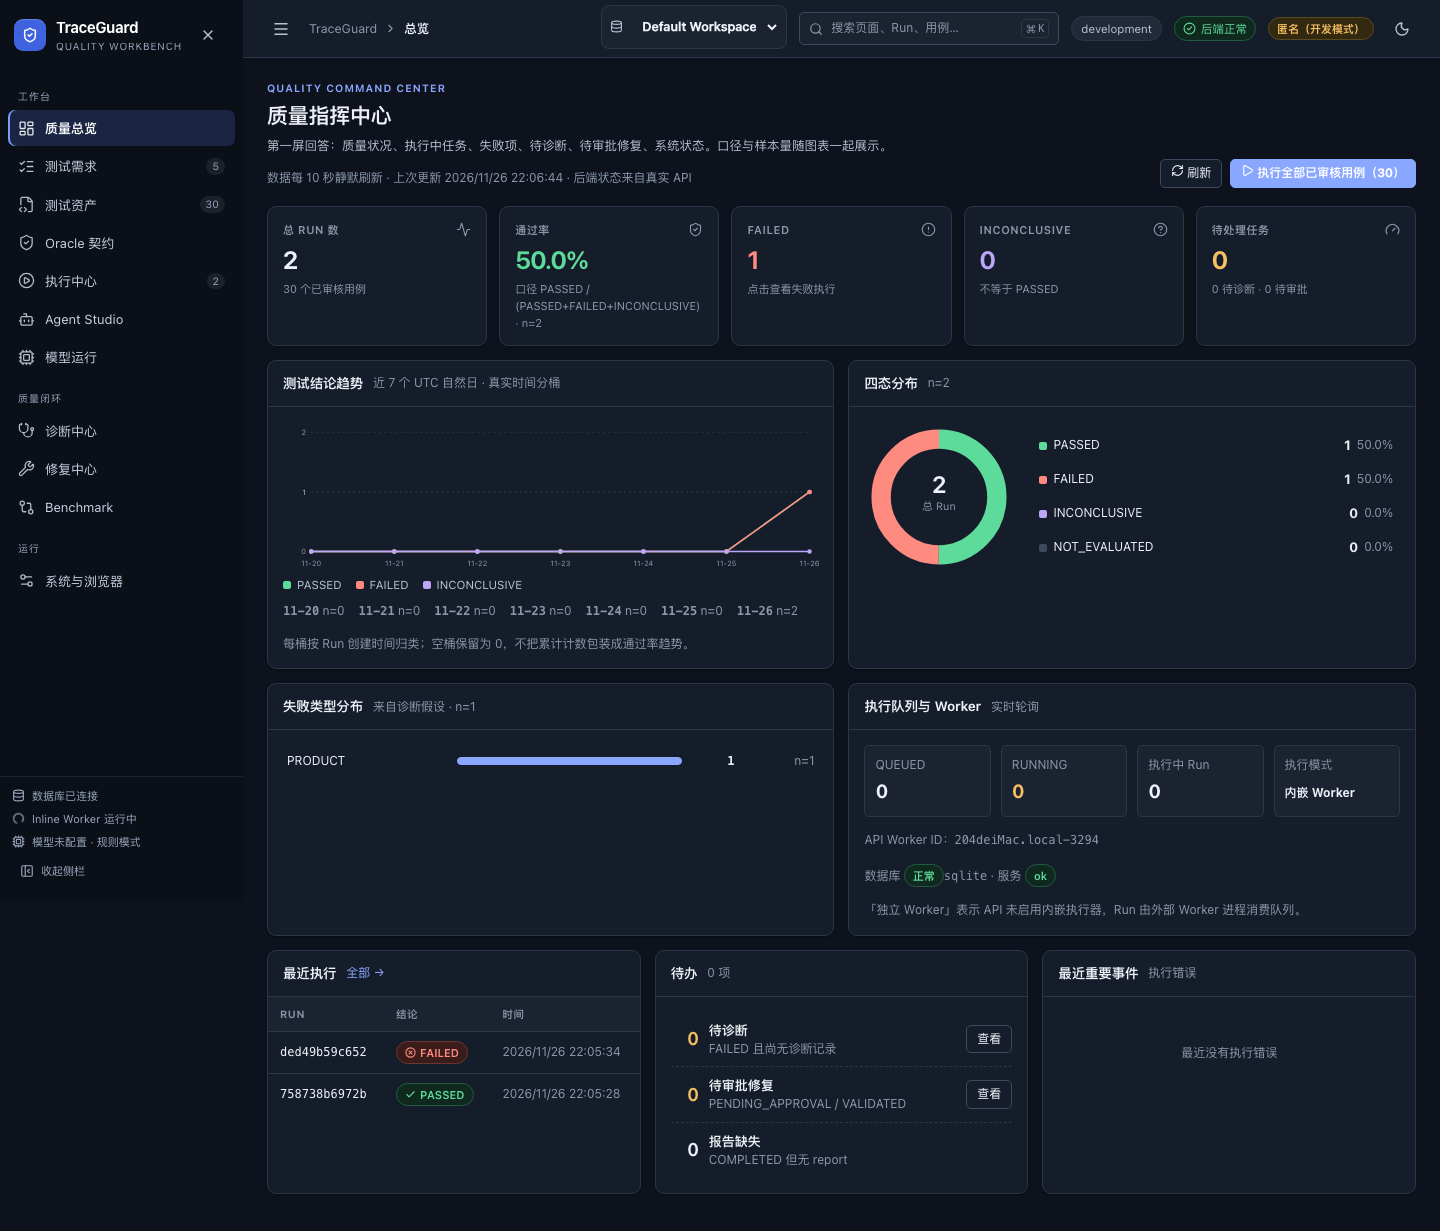 TraceGuard
QUALITY WORKBENCH
工作台
质量总览
测试需求 5
测试资产 30
Oracle 契约
执行中心 2
Agent Studio
模型运行
质量闭环
诊断中心
修复中心
Benchmark
运行
系统与浏览器
数据库已连接
Inline Worker 运行中
模型未配置 · 规则模式
收起侧栏
TraceGuard > 总览
Default Workspace
搜索页面、Run、用例...
⌘K
development
后端正常
匿名（开发模式）
QUALITY COMMAND CENTER
质量指挥中心
第一屏回答：质量状况、执行中任务、失败项、待诊断、待审批修复、系统状态。口径与样本量随图表一起展示。
数据每 10 秒静默刷新 · 上次更新 2026/11/26 22:06:44 · 后端状态来自真实 API
刷新
执行全部已审核用例（30）
总 RUN 数
2
30 个已审核用例
通过率
50.0%
口径 PASSED /
(PASSED+FAILED+INCONCLUSIVE)
· n=2
FAILED
1
点击查看失败执行
INCONCLUSIVE
0
不等于 PASSED
待处理任务
0
0 待诊断 · 0 待审批
测试结论趋势 近 7 个 UTC 自然日 · 真实时间分桶
2
1
0
11-20 11-21 11-22 11-23 11-24 11-25 11-26
PASSED FAILED INCONCLUSIVE
11-20 n=0 11-21 n=0 11-22 n=0 11-23 n=0 11-24 n=0 11-25 n=0 11-26 n=2
每桶按 Run 创建时间归类；空桶保留为 0，不把累计计数包装成通过率趋势。
四态分布 n=2
2
总 Run
PASSED 1 50.0%
FAILED 1 50.0%
INCONCLUSIVE 0 0.0%
NOT_EVALUATED 0 0.0%
失败类型分布 来自诊断假设 · n=1
PRODUCT 1 n=1
执行队列与 Worker 实时轮询
QUEUED
0
RUNNING
0
执行中 Run
0
执行模式
内嵌 Worker
API Worker ID： 204deiMac.local-3294
数据库 正常 sqlite · 服务 ok
「独立 Worker」表示 API 未启用内嵌执行器，Run 由外部 Worker 进程消费队列。
最近执行 全部 →
RUN 结论 时间
ded49b59c652 FAILED 2026/11/26 22:05:34
758738b6972b PASSED 2026/11/26 22:05:28
待办 0 项
0 待诊断
FAILED 且尚无诊断记录
查看
0 待审批修复
PENDING_APPROVAL / VALIDATED
查看
0 报告缺失
COMPLETED 但无 report
最近重要事件 执行错误
最近没有执行错误